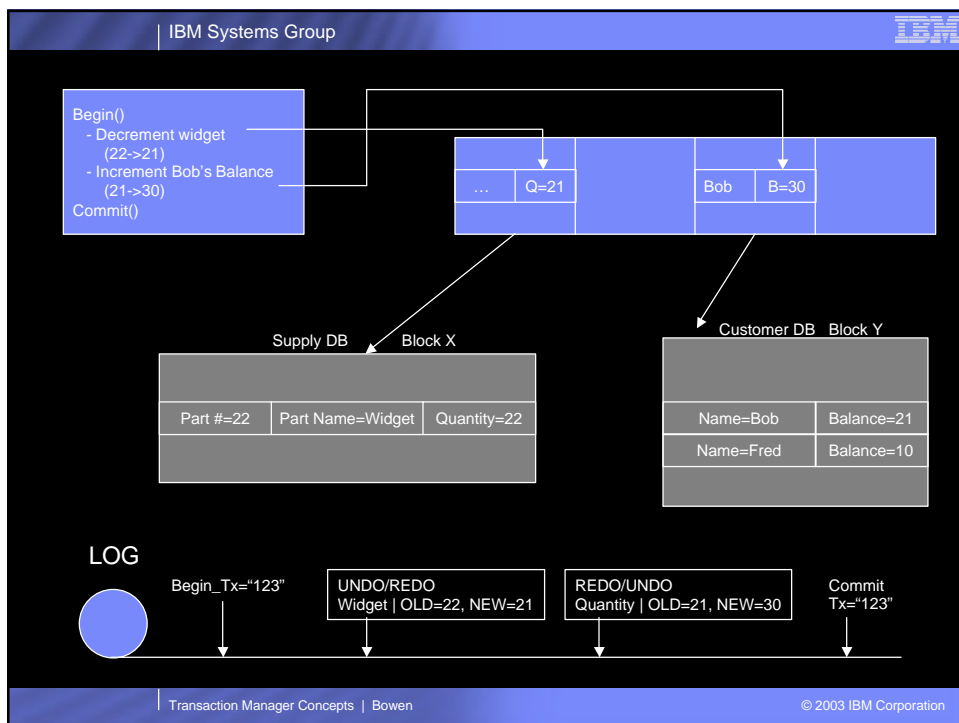 IBM Systems Group
IBM
Begin()
- Decrement widget
(22->21)
- Increment Bob's Balance
(21->30)
Commit()
… Q=21
Bob B=30
Supply DB Block X
Part #=22 Part Name=Widget Quantity=22
Customer DB Block Y
Name=Bob Balance=21
Name=Fred Balance=10
LOG
Begin_Tx=“123”
UNDO/REDO
Widget | OLD=22, NEW=21
REDO/UNDO
Quantity | OLD=21, NEW=30
Commit
Tx=“123”
Transaction Manager Concepts | Bowen
© 2003 IBM Corporation